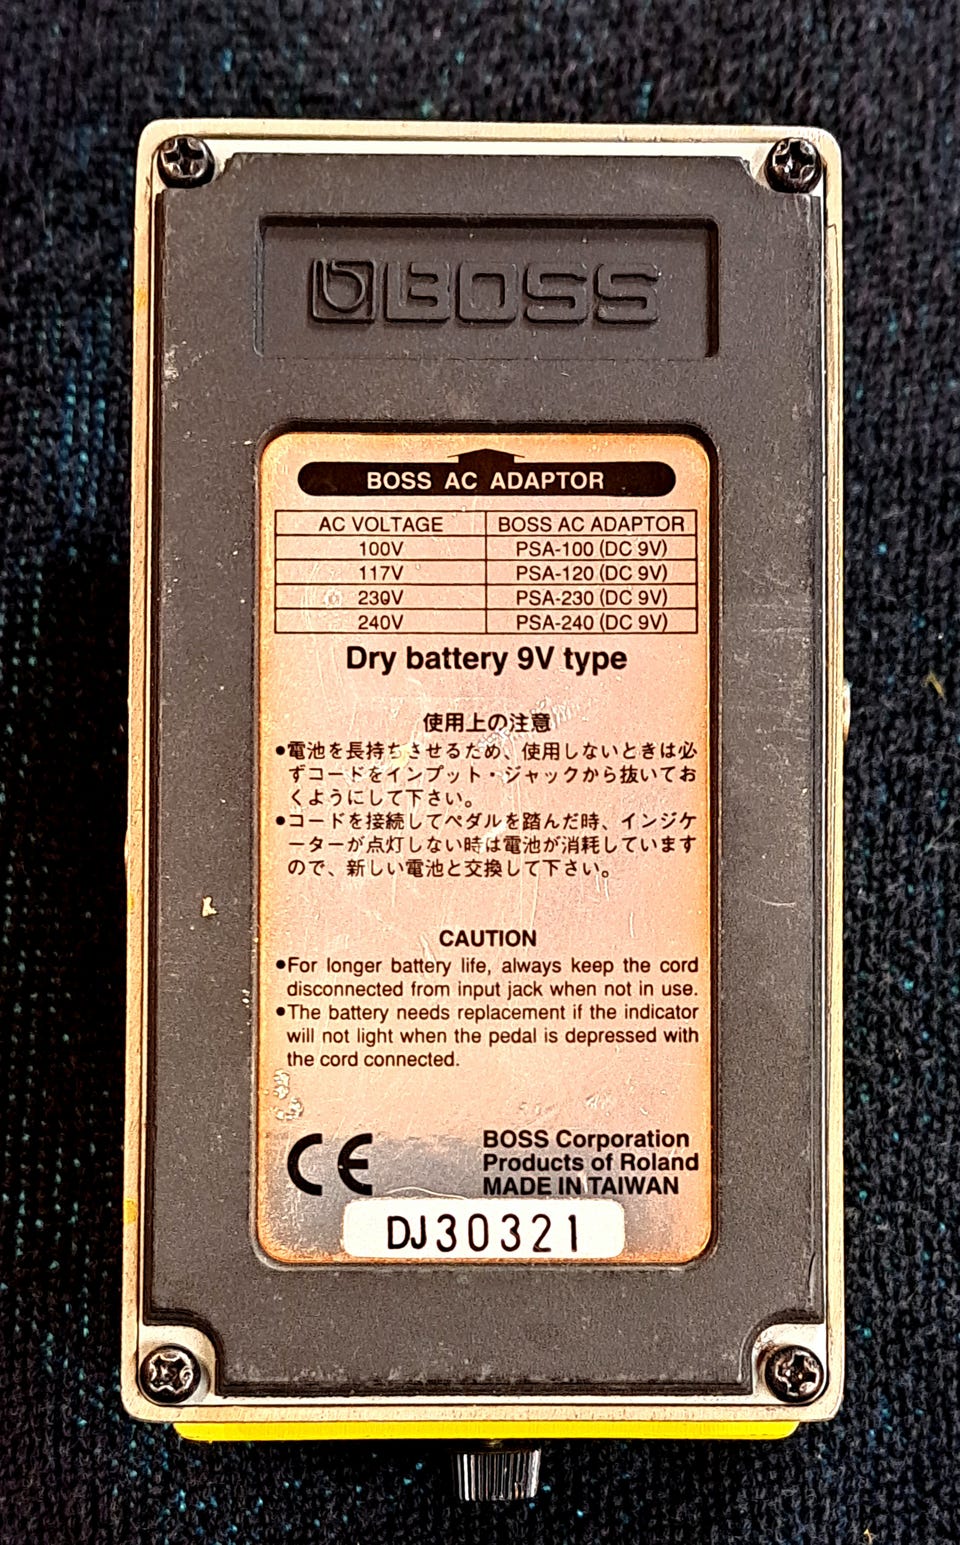 BOSS
BOSS AC ADAPTOR
AC VOLTAGE BOSS AC ADAPTOR
100V PSA-100 (DC 9V)
117V PSA-120 (DC 9V)
230V PSA-230 (DC 9V)
240V PSA-240 (DC 9V)
Dry battery 9V type
使用上の注意
●電池を長持ちさせるため、使用しないときは必
ずコードをインプット・ジャックから抜いてお
くようにして下さい。
●コードを接続してペダルを踏んだ時、インジケ
ーターが点灯しない時は電池が消耗しています
ので、新しい電池と交換して下さい。
CAUTION
●For longer battery life, always keep the cord
disconnected from input jack when not in use.
●The battery needs replacement if the indicator
will not light when the pedal is depressed with
the cord connected.
CE
BOSS Corporation
Products of Roland
MADE IN TAIWAN
DJ30321